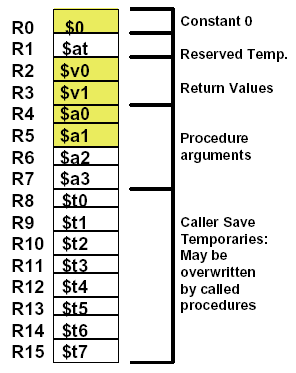 R0 $0 Constant 0
R1 $at Reserved Temp.
R2 $v0
R3 $v1 Return Values
R4 $a0
R5 $a1 Procedure
R6 $a2 arguments
R7 $a3
R8 $t0
R9 $t1 Caller Save
R10 $t2 Temporaries:
R11 $t3 May be
R12 $t4 overwritten
R13 $t5 by called
R14 $t6 procedures
R15 $t7